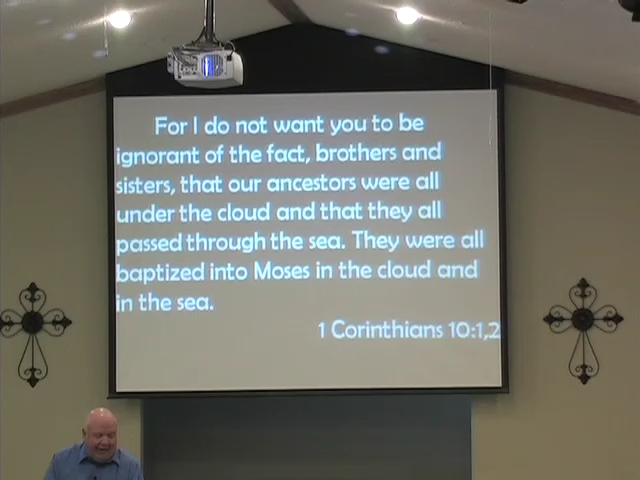 For I do not want you to be
ignorant of the fact, brothers and
sisters, that our ancestors were all
under the cloud and that they all
passed through the sea. They were all
baptized into Moses in the cloud and
in the sea.
1 Corinthians 10:1,2